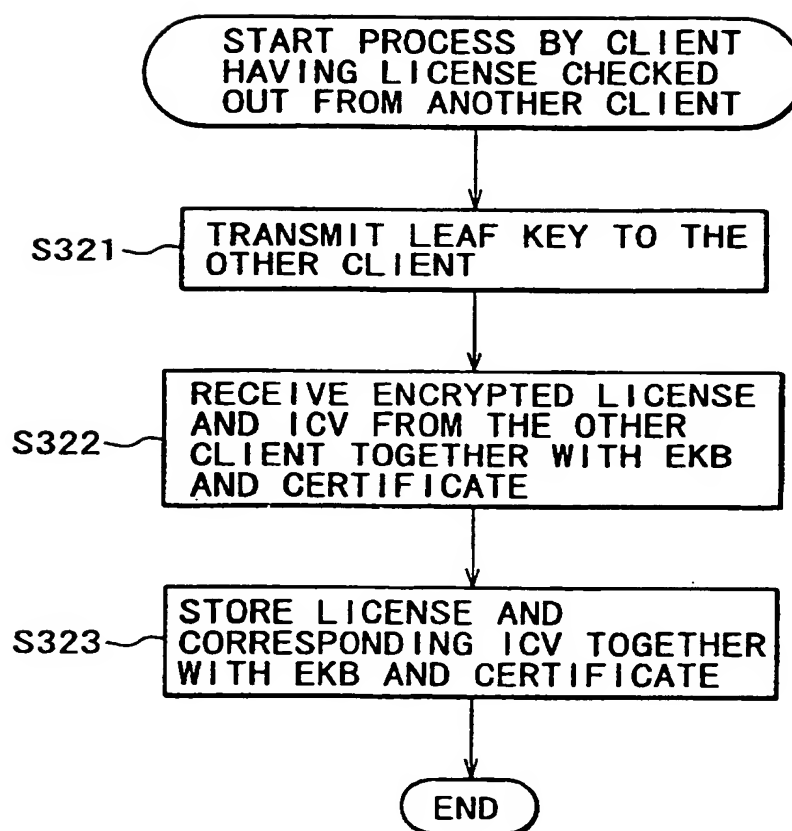 START PROCESS BY CLIENT
HAVING LICENSE CHECKED
OUT FROM ANOTHER CLIENT
S321
TRANSMIT LEAF KEY TO THE
OTHER CLIENT
S322
RECEIVE ENCRYPTED LICENSE
AND ICV FROM THE OTHER
CLIENT TOGETHER WITH EKB
AND CERTIFICATE
S323
STORE LICENSE AND
CORRESPONDING ICV TOGETHER
WITH EKB AND CERTIFICATE
END